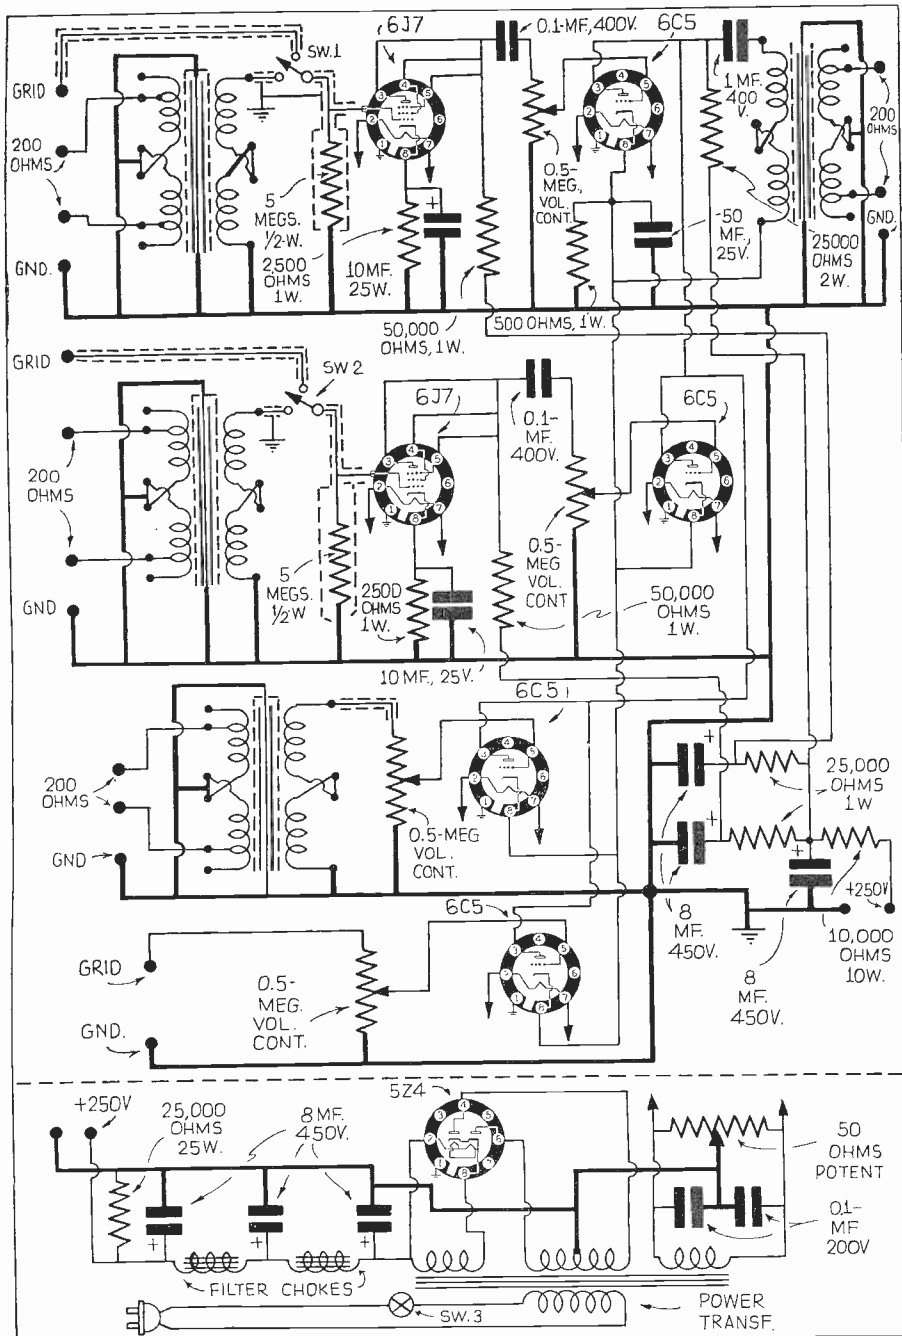 6J7
0.1-MF, 400V.
6C5
SW.1
GRID
1 MF.
400
V.
200
OHMS
200
OHMS
5
MEGS.
1/2-W.
0.5-
MEG.
VOL.
CONT.
-50
MF.,
25V.
GND.
GND.
2,500
OHMS
1W.
10 MF.
25W.
25000
OHMS
2W.
50,000
OHMS, 1W.
500 OHMS, 1W.
GRID
SW 2
6J7
0.1-
MF.
400V.
6C5
200
OHMS
5
MEGS.
1/2-W
250D
OHMS
1W.
0.5-
MEG
VOL.
CONT
50,000
OHMS
1W.
GND
10 MF., 25V.
6C5
200
OHMS
25,000
OHMS
1W
0.5-MEG
VOL.
CONT.
GND
+250V
6C5
8
MF.
450V.
10,000
OHMS
10W.
GRID
0.5-
MEG.
VOL.
CONT.
8
MF.
450V.
GND.
5Z4
+250V
25,000
OHMS
25W.
8 MF.
450V.
50
OHMS
POTENT
0.1-
MF
200V
FILTER CHOKES
SW.3
POWER
TRANSF.